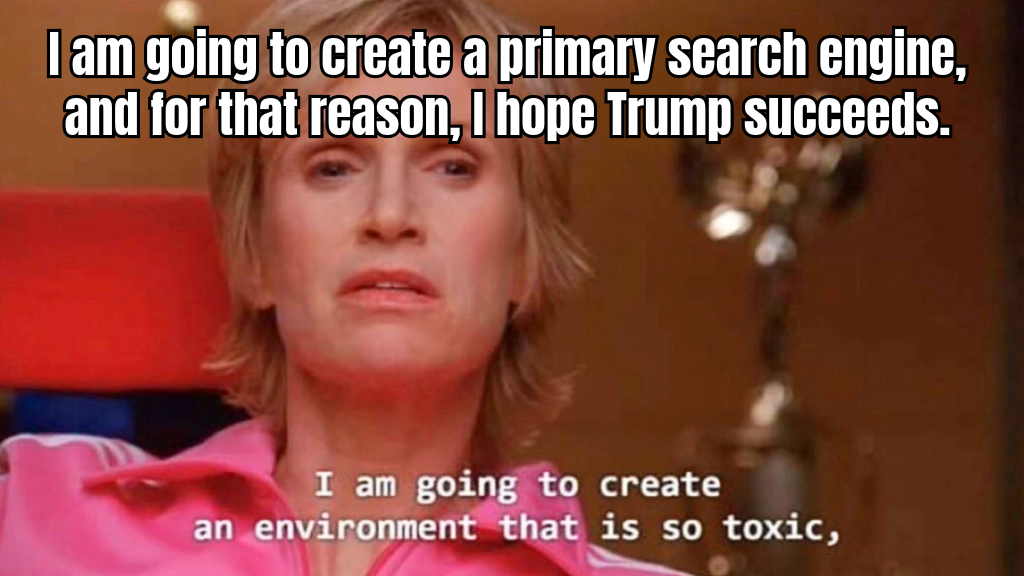 I am going to create a primary search engine,
and for that reason, I hope Trump succeeds.
I am going to create
an environment that is so toxic,